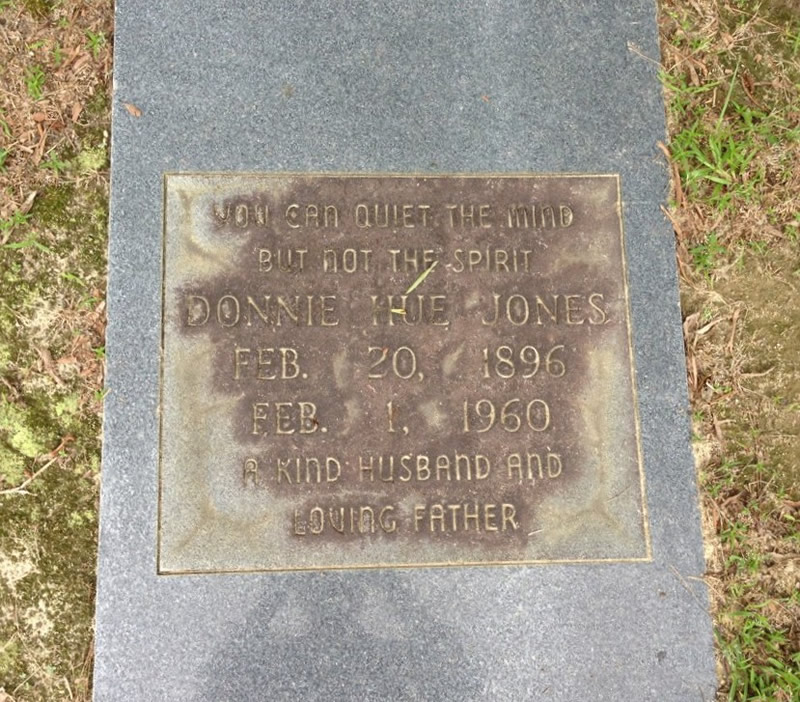 YOU CAN QUIET THE MIND
BUT NOT THE SPIRIT
DONNIE HUE JONES
FEB. 20, 1896
FEB. 1, 1960
A KIND HUSBAND AND
LOVING FATHER